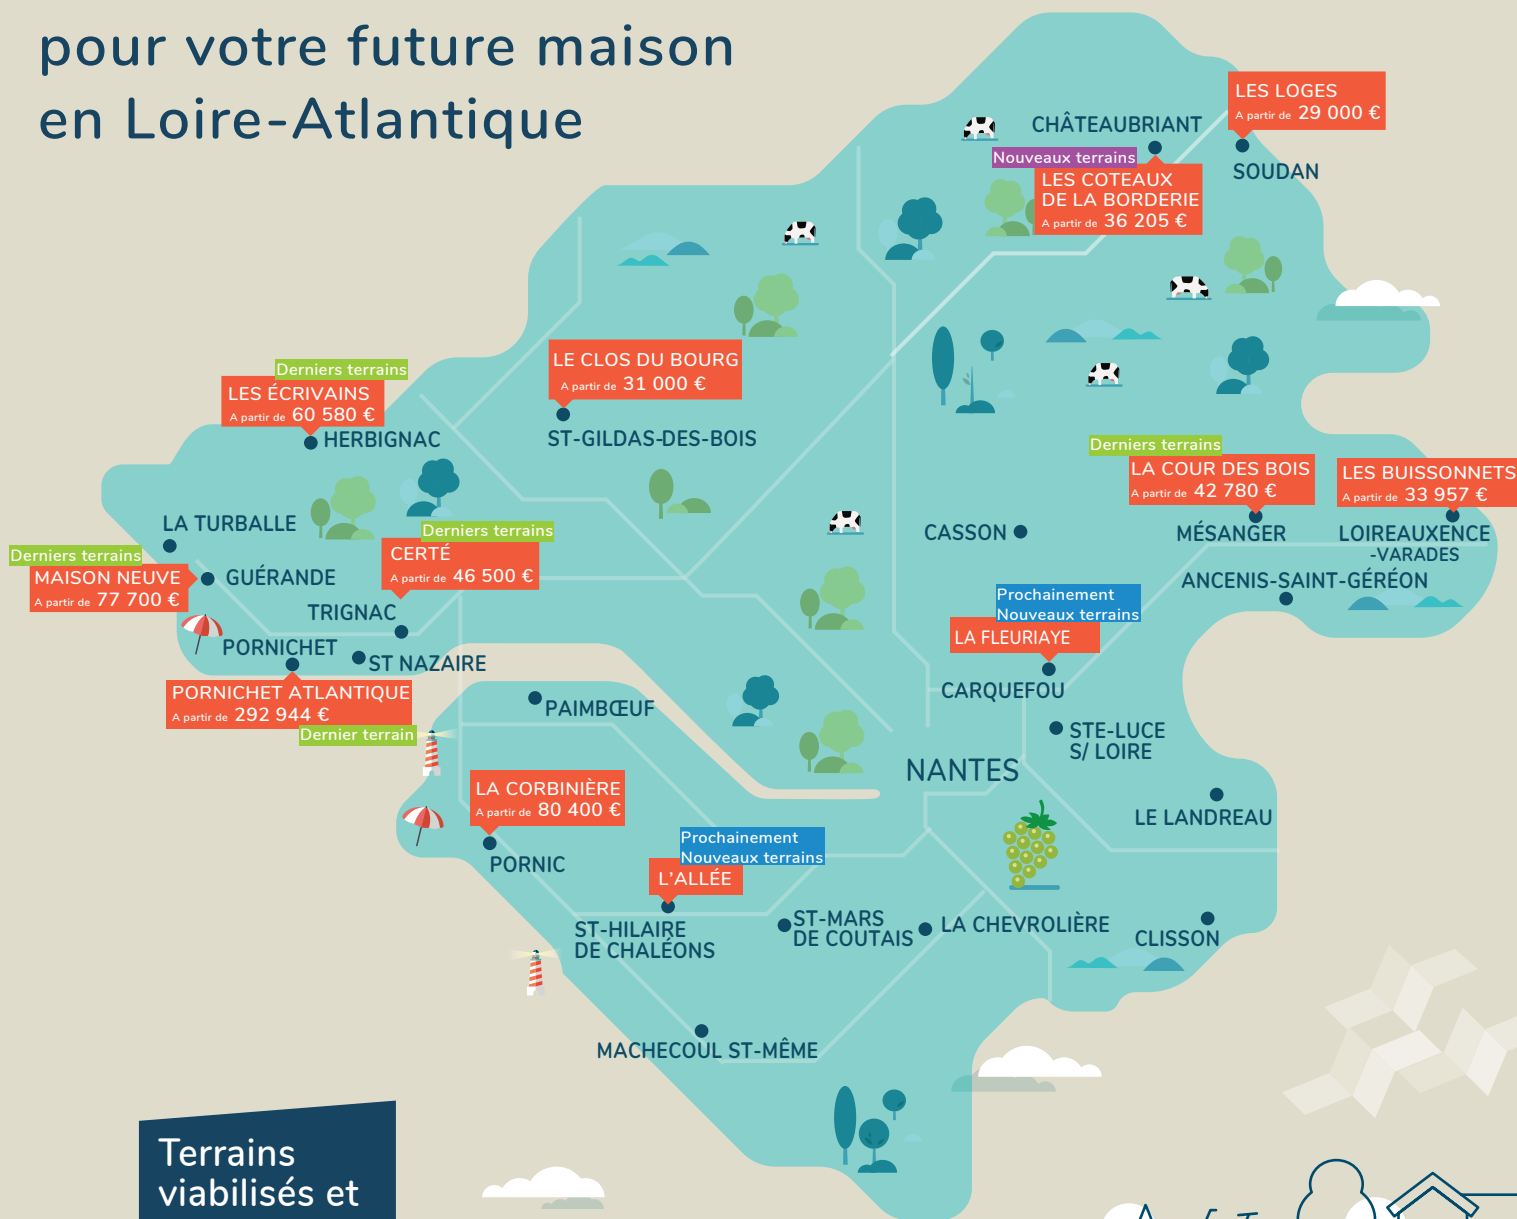 pour votre future maison
en Loire-Atlantique
LES LOGES
A partir de 29 000 €
SOUDAN
CHÂTEAUBRIANT
Nouveaux terrains
LES COTEAUX
DE LA BORDERIE
A partir de 36 205 €
LE CLOS DU BOURG
A partir de 31 000 €
ST-GILDAS-DES-BOIS
Derniers terrains
LES ÉCRIVAINS
A partir de 60 580 €
HERBIGNAC
LA TURBALLE
Derniers terrains
MAISON NEUVE
A partir de 77 700 €
GUÉRANDE
Derniers terrains
CERTÉ
A partir de 46 500 €
TRIGNAC
PORNICHET
ST NAZAIRE
PORNICHET ATLANTIQUE
A partir de 292 944 €
Dernier terrain
PAIMBŒUF
Derniers terrains
LA COUR DES BOIS
A partir de 42 780 €
MÉSANGER
LES BUISSONNETS
A partir de 33 957 €
LOIREAUXENCE
-VARADES
CASSON
ANCENIS-SAINT-GÉRÉON
Prochainement
Nouveaux terrains
LA FLEURIAYE
CARQUEFOU
STE-LUCE
S/ LOIRE
NANTES
LE LANDREAU
LA CORBINIÈRE
A partir de 80 400 €
PORNIC
Prochainement
Nouveaux terrains
L'ALLÉE
ST-HILAIRE
DE CHALÉONS
ST-MARS
DE COUTAIS
LA CHEVROLIÈRE
CLISSON
MACHECOUL ST-MÊME
Terrains
viabilisés et